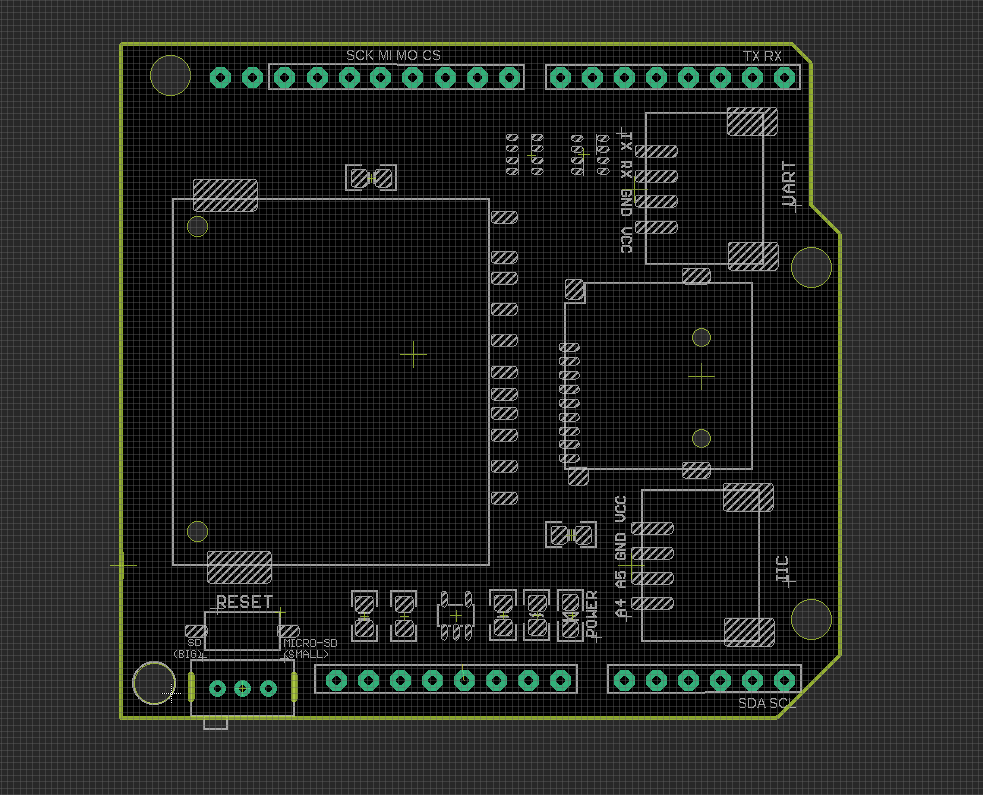 SCK MI MO CS
TX RX
TX RX GND VCC
UART
A4 A5 GND VCC
IIC
RESET
POWER
SD
(BIG)
MICRO-SD
(SMALL)
SDA SCL